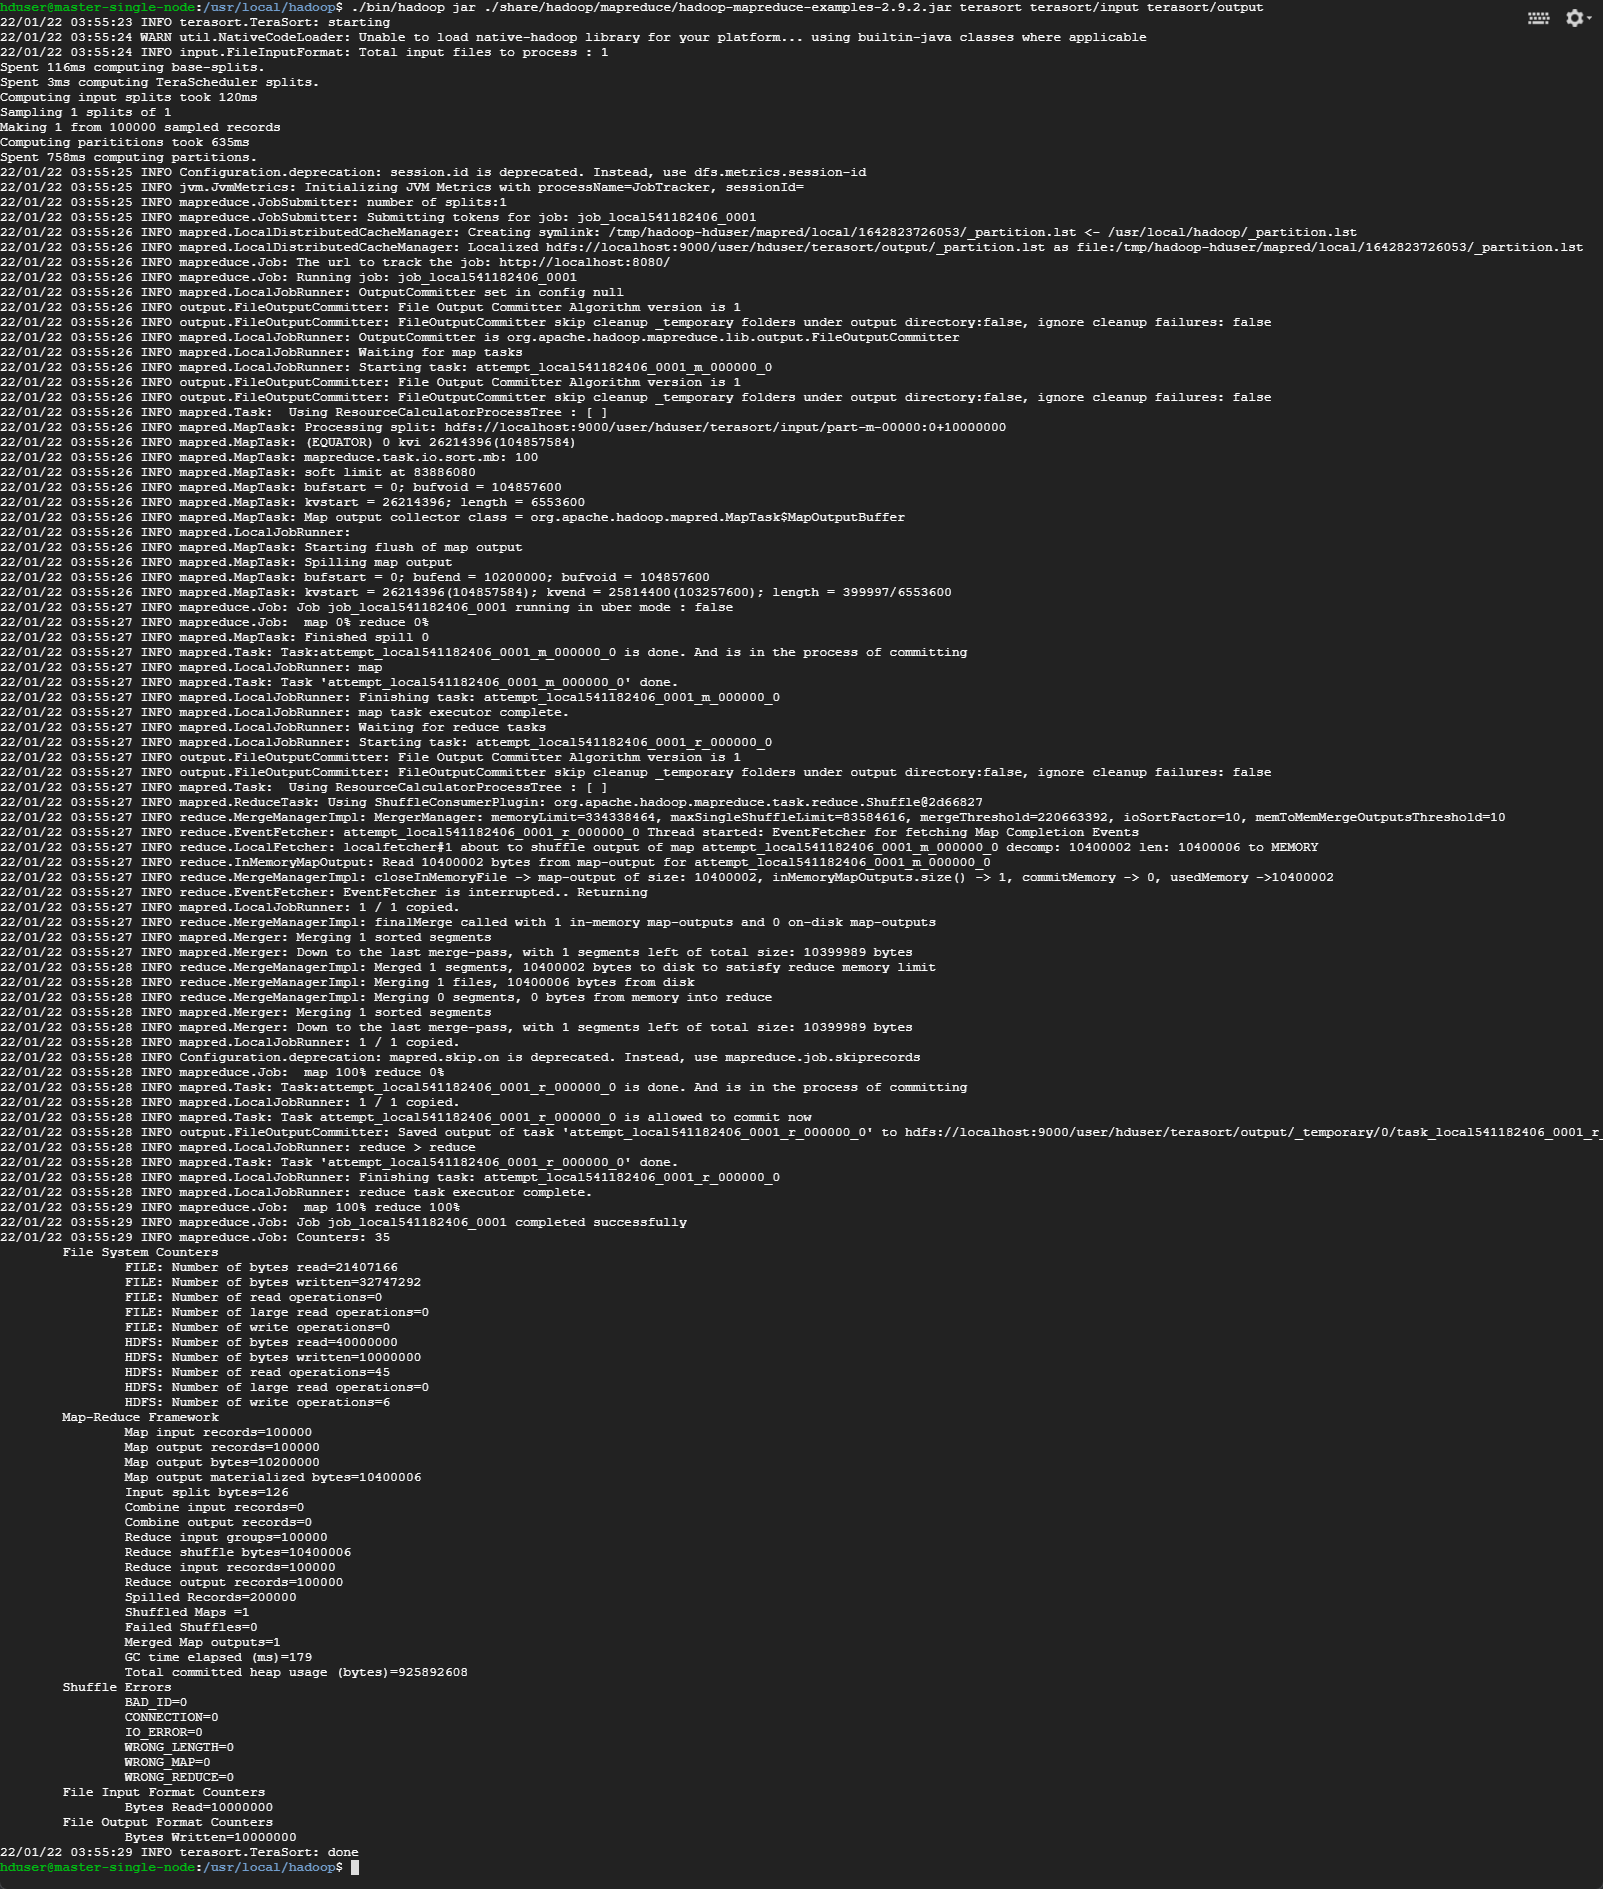 hduser@master-single-node:/usr/local/hadoop$ ./bin/hadoop jar ./share/hadoop/mapreduce/hadoop-mapreduce-examples-2.9.2.jar terasort terasort/input terasort/output
22/01/22 03:55:23 INFO terasort.TeraSort: starting
22/01/22 03:55:24 WARN util.NativeCodeLoader: Unable to load native-hadoop library for your platform... using builtin-java classes where applicable
22/01/22 03:55:24 INFO input.FileInputFormat: Total input files to process : 1
Spent 116ms computing base-splits.
Spent 3ms computing TeraScheduler splits.
Computing input splits took 120ms
Sampling 1 splits of 1
Making 1 from 100000 sampled records
Computing parititions took 635ms
Spent 758ms computing partitions.
22/01/22 03:55:25 INFO Configuration.deprecation: session.id is deprecated. Instead, use dfs.metrics.session-id
22/01/22 03:55:25 INFO jvm.JvmMetrics: Initializing JVM Metrics with processName=JobTracker, sessionId=
22/01/22 03:55:25 INFO mapreduce.JobSubmitter: number of splits:1
22/01/22 03:55:25 INFO mapreduce.JobSubmitter: Submitting tokens for job: job_local541182406_0001
22/01/22 03:55:26 INFO mapred.LocalDistributedCacheManager: Creating symlink: /tmp/hadoop-hduser/mapred/local/1642823726053/_partition.lst <- /usr/local/hadoop/_partition.lst
22/01/22 03:55:26 INFO mapred.LocalDistributedCacheManager: Localized hdfs://localhost:9000/user/hduser/terasort/output/_partition.lst as file:/tmp/hadoop-hduser/mapred/local/1642823726053/_partition.lst
22/01/22 03:55:26 INFO mapreduce.Job: The url to track the job: http://localhost:8080/
22/01/22 03:55:26 INFO mapreduce.Job: Running job: job_local541182406_0001
22/01/22 03:55:26 INFO mapred.LocalJobRunner: OutputCommitter set in config null
22/01/22 03:55:26 INFO output.FileOutputCommitter: File Output Committer Algorithm version is 1
22/01/22 03:55:26 INFO output.FileOutputCommitter: FileOutputCommitter skip cleanup _temporary folders under output directory:false, ignore cleanup failures: false
22/01/22 03:55:26 INFO mapred.LocalJobRunner: OutputCommitter is org.apache.hadoop.mapreduce.lib.output.FileOutputCommitter
22/01/22 03:55:26 INFO mapred.LocalJobRunner: Waiting for map tasks
22/01/22 03:55:26 INFO mapred.LocalJobRunner: Starting task: attempt_local541182406_0001_m_000000_0
22/01/22 03:55:26 INFO output.FileOutputCommitter: File Output Committer Algorithm version is 1
22/01/22 03:55:26 INFO output.FileOutputCommitter: FileOutputCommitter skip cleanup _temporary folders under output directory:false, ignore cleanup failures: false
22/01/22 03:55:26 INFO mapred.Task:  Using ResourceCalculatorProcessTree : [ ]
22/01/22 03:55:26 INFO mapred.MapTask: Processing split: hdfs://localhost:9000/user/hduser/terasort/input/part-m-00000:0+10000000
22/01/22 03:55:26 INFO mapred.MapTask: (EQUATOR) 0 kvi 26214396(104857584)
22/01/22 03:55:26 INFO mapred.MapTask: mapreduce.task.io.sort.mb: 100
22/01/22 03:55:26 INFO mapred.MapTask: soft limit at 83886080
22/01/22 03:55:26 INFO mapred.MapTask: bufstart = 0; bufvoid = 104857600
22/01/22 03:55:26 INFO mapred.MapTask: kvstart = 26214396; length = 6553600
22/01/22 03:55:26 INFO mapred.MapTask: Map output collector class = org.apache.hadoop.mapred.MapTask$MapOutputBuffer
22/01/22 03:55:26 INFO mapred.LocalJobRunner:
22/01/22 03:55:26 INFO mapred.MapTask: Starting flush of map output
22/01/22 03:55:26 INFO mapred.MapTask: Spilling map output
22/01/22 03:55:26 INFO mapred.MapTask: bufstart = 0; bufend = 10200000; bufvoid = 104857600
22/01/22 03:55:26 INFO mapred.MapTask: kvstart = 26214396(104857584); kvend = 25814400(103257600); length = 399997/6553600
22/01/22 03:55:27 INFO mapreduce.Job: Job job_local541182406_0001 running in uber mode : false
22/01/22 03:55:27 INFO mapreduce.Job:  map 0% reduce 0%
22/01/22 03:55:27 INFO mapred.MapTask: Finished spill 0
22/01/22 03:55:27 INFO mapred.Task: Task:attempt_local541182406_0001_m_000000_0 is done. And is in the process of committing
22/01/22 03:55:27 INFO mapred.LocalJobRunner: map
22/01/22 03:55:27 INFO mapred.Task: Task 'attempt_local541182406_0001_m_000000_0' done.
22/01/22 03:55:27 INFO mapred.LocalJobRunner: Finishing task: attempt_local541182406_0001_m_000000_0
22/01/22 03:55:27 INFO mapred.LocalJobRunner: map task executor complete.
22/01/22 03:55:27 INFO mapred.LocalJobRunner: Waiting for reduce tasks
22/01/22 03:55:27 INFO mapred.LocalJobRunner: Starting task: attempt_local541182406_0001_r_000000_0
22/01/22 03:55:27 INFO output.FileOutputCommitter: File Output Committer Algorithm version is 1
22/01/22 03:55:27 INFO output.FileOutputCommitter: FileOutputCommitter skip cleanup _temporary folders under output directory:false, ignore cleanup failures: false
22/01/22 03:55:27 INFO mapred.Task:  Using ResourceCalculatorProcessTree : [ ]
22/01/22 03:55:27 INFO mapred.ReduceTask: Using ShuffleConsumerPlugin: org.apache.hadoop.mapreduce.task.reduce.Shuffle@2d66827
22/01/22 03:55:27 INFO reduce.MergeManagerImpl: MergerManager: memoryLimit=334338464, maxSingleShuffleLimit=83584616, mergeThreshold=220663392, ioSortFactor=10, memToMemMergeOutputsThreshold=10
22/01/22 03:55:27 INFO reduce.EventFetcher: attempt_local541182406_0001_r_000000_0 Thread started: EventFetcher for fetching Map Completion Events
22/01/22 03:55:27 INFO reduce.LocalFetcher: localfetcher#1 about to shuffle output of map attempt_local541182406_0001_m_000000_0 decomp: 10400002 len: 10400006 to MEMORY
22/01/22 03:55:27 INFO reduce.InMemoryMapOutput: Read 10400002 bytes from map-output for attempt_local541182406_0001_m_000000_0
22/01/22 03:55:27 INFO reduce.MergeManagerImpl: closeInMemoryFile -> map-output of size: 10400002, inMemoryMapOutputs.size() -> 1, commitMemory -> 0, usedMemory ->10400002
22/01/22 03:55:27 INFO reduce.EventFetcher: EventFetcher is interrupted.. Returning
22/01/22 03:55:27 INFO mapred.LocalJobRunner: 1 / 1 copied.
22/01/22 03:55:27 INFO reduce.MergeManagerImpl: finalMerge called with 1 in-memory map-outputs and 0 on-disk map-outputs
22/01/22 03:55:27 INFO mapred.Merger: Merging 1 sorted segments
22/01/22 03:55:27 INFO mapred.Merger: Down to the last merge-pass, with 1 segments left of total size: 10399989 bytes
22/01/22 03:55:28 INFO reduce.MergeManagerImpl: Merged 1 segments, 10400002 bytes to disk to satisfy reduce memory limit
22/01/22 03:55:28 INFO reduce.MergeManagerImpl: Merging 1 files, 10400006 bytes from disk
22/01/22 03:55:28 INFO reduce.MergeManagerImpl: Merging 0 segments, 0 bytes from memory into reduce
22/01/22 03:55:28 INFO mapred.Merger: Merging 1 sorted segments
22/01/22 03:55:28 INFO mapred.Merger: Down to the last merge-pass, with 1 segments left of total size: 10399989 bytes
22/01/22 03:55:28 INFO mapred.LocalJobRunner: 1 / 1 copied.
22/01/22 03:55:28 INFO Configuration.deprecation: mapred.skip.on is deprecated. Instead, use mapreduce.job.skiprecords
22/01/22 03:55:28 INFO mapreduce.Job:  map 100% reduce 0%
22/01/22 03:55:28 INFO mapred.Task: Task:attempt_local541182406_0001_r_000000_0 is done. And is in the process of committing
22/01/22 03:55:28 INFO mapred.LocalJobRunner: 1 / 1 copied.
22/01/22 03:55:28 INFO mapred.Task: Task attempt_local541182406_0001_r_000000_0 is allowed to commit now
22/01/22 03:55:28 INFO output.FileOutputCommitter: Saved output of task 'attempt_local541182406_0001_r_000000_0' to hdfs://localhost:9000/user/hduser/terasort/output/_temporary/0/task_local541182406_0001_r_
22/01/22 03:55:28 INFO mapred.LocalJobRunner: reduce > reduce
22/01/22 03:55:28 INFO mapred.Task: Task 'attempt_local541182406_0001_r_000000_0' done.
22/01/22 03:55:28 INFO mapred.LocalJobRunner: Finishing task: attempt_local541182406_0001_r_000000_0
22/01/22 03:55:28 INFO mapred.LocalJobRunner: reduce task executor complete.
22/01/22 03:55:29 INFO mapreduce.Job:  map 100% reduce 100%
22/01/22 03:55:29 INFO mapreduce.Job: Job job_local541182406_0001 completed successfully
22/01/22 03:55:29 INFO mapreduce.Job: Counters: 35
File System Counters
FILE: Number of bytes read=21407166
FILE: Number of bytes written=32747292
FILE: Number of read operations=0
FILE: Number of large read operations=0
FILE: Number of write operations=0
HDFS: Number of bytes read=40000000
HDFS: Number of bytes written=10000000
HDFS: Number of read operations=45
HDFS: Number of large read operations=0
HDFS: Number of write operations=6
Map-Reduce Framework
Map input records=100000
Map output records=100000
Map output bytes=10200000
Map output materialized bytes=10400006
Input split bytes=126
Combine input records=0
Combine output records=0
Reduce input groups=100000
Reduce shuffle bytes=10400006
Reduce input records=100000
Reduce output records=100000
Spilled Records=200000
Shuffled Maps =1
Failed Shuffles=0
Merged Map outputs=1
GC time elapsed (ms)=179
Total committed heap usage (bytes)=925892608
Shuffle Errors
BAD_ID=0
CONNECTION=0
IO_ERROR=0
WRONG_LENGTH=0
WRONG_MAP=0
WRONG_REDUCE=0
File Input Format Counters
Bytes Read=10000000
File Output Format Counters
Bytes Written=10000000
22/01/22 03:55:29 INFO terasort.TeraSort: done
hduser@master-single-node:/usr/local/hadoop$